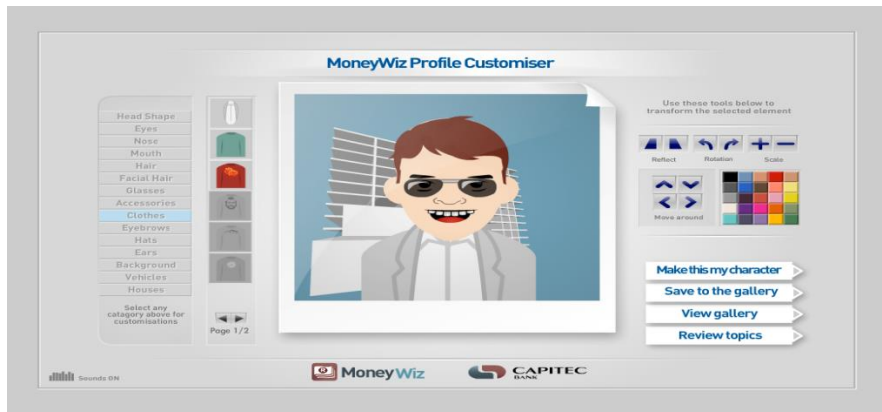 MoneyWiz Profile Customiser
Head Shape
Eyes
Nose
Mouth
Hair
Facial Hair
Glasses
Accessories
Clothes
Eyebrows
Hats
Ears
Background
Vehicles
Houses
Select any
catagory above for
customisations
Page 1/2
Use these tools below to
transform the selected element
Reflect Rotation Scale
Move around
Make this my character
Save to the gallery
View gallery
Review topics
Sounds ON
MoneyWiz
CAPITEC
BANK